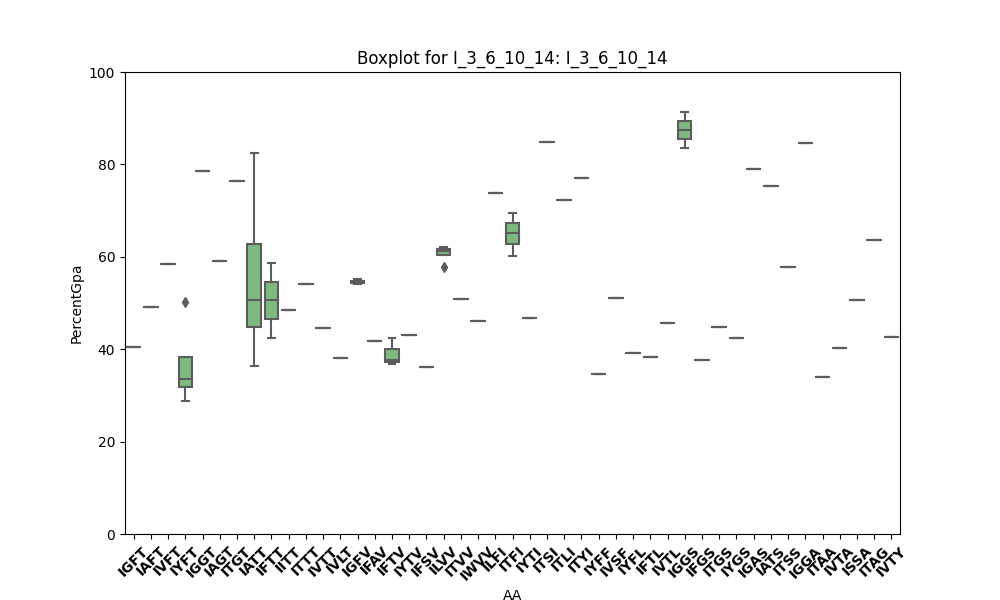 Boxplot for I_3_6_10_14: I_3_6_10_14
100
80
60
40
20
0
PercentGpa
IGFT IAFT IVFT IYFT IGGT IAGT ITGT IATT IFTT IITT ITTT IVTT IVLT IGFV IFAV IFTV IYTV IFSV ILVV ITVV IWYV ILFI ITFI IYTI ITSI ITLI ITYI IYFF IVSF IYFL IFTL IVTL IGGS IFGS ITGS IYGS IGAS IATS ITSS IGGA ITAA IVTA ISSA ITAG IVTY
AA